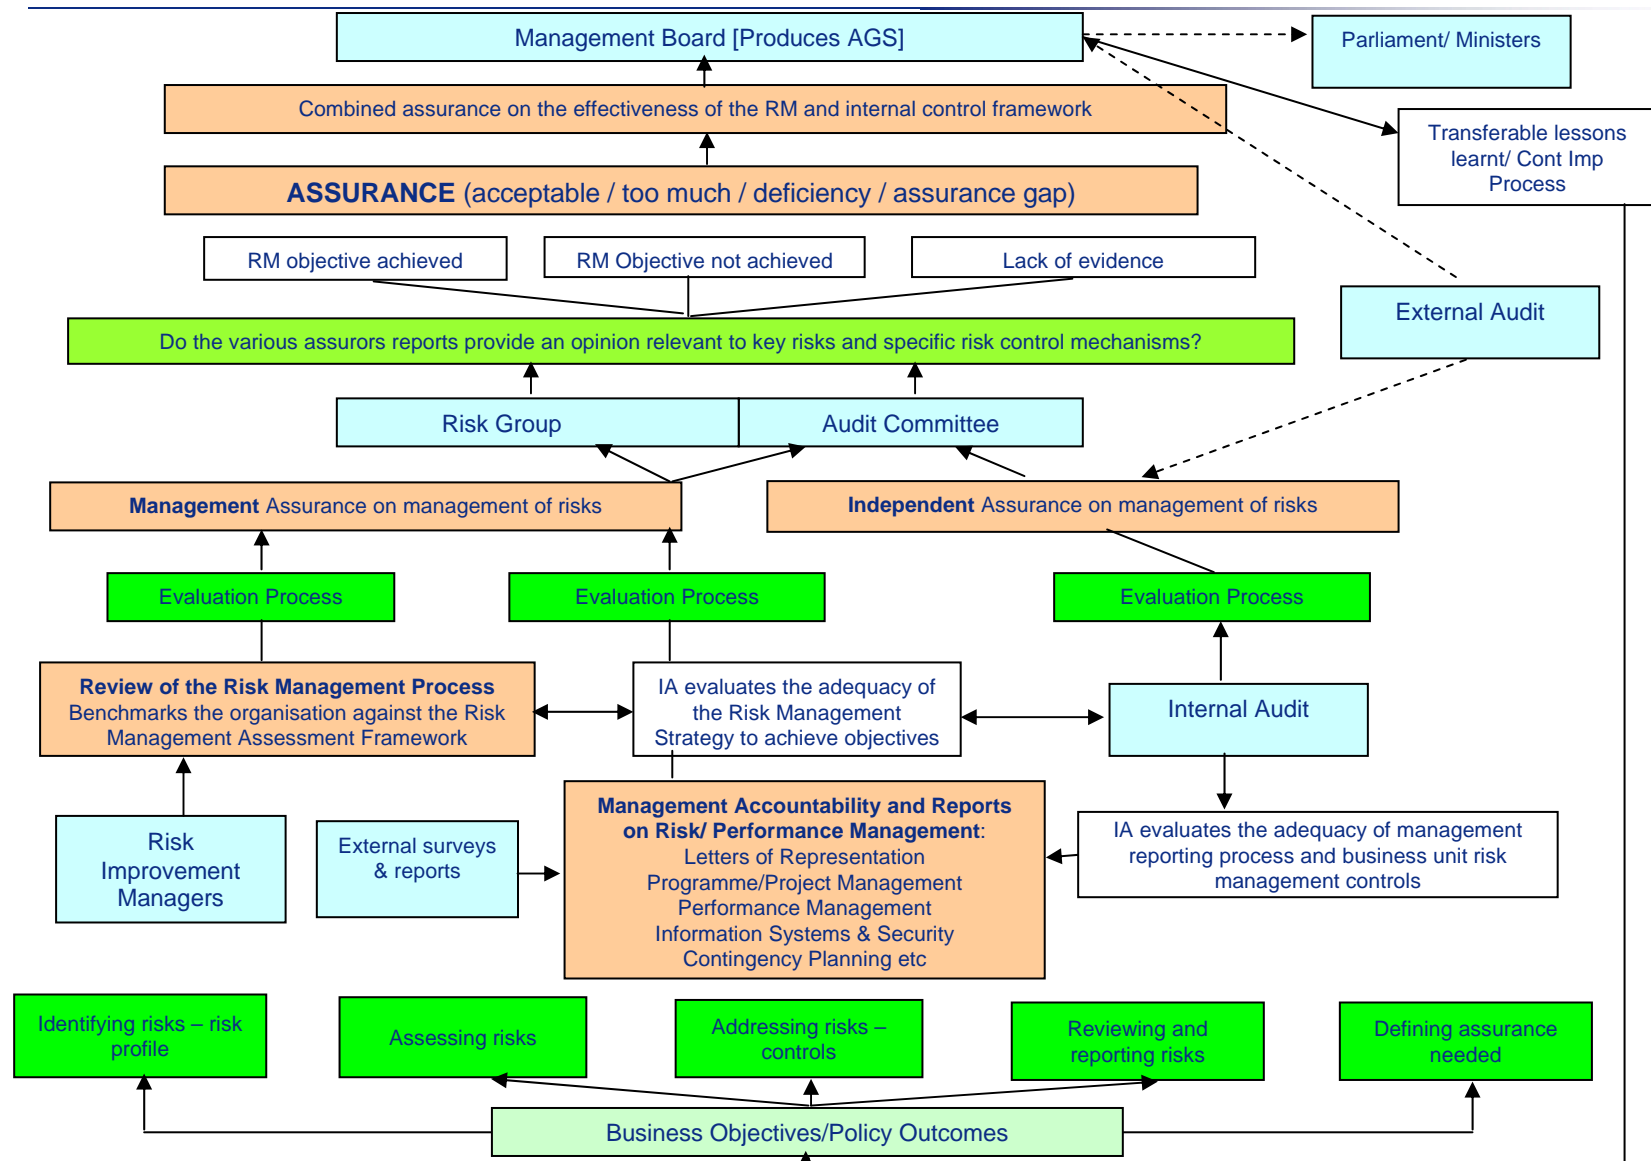 Management Board [Produces AGS]
Parliament/ Ministers
Combined assurance on the effectiveness of the RM and internal control framework
Transferable lessons
learnt/ Cont Imp
Process
ASSURANCE (acceptable / too much / deficiency / assurance gap)
RM objective achieved
RM Objective not achieved
Lack of evidence
External Audit
Do the various assurors reports provide an opinion relevant to key risks and specific risk control mechanisms?
Risk Group
Audit Committee
Management Assurance on management of risks
Independent Assurance on management of risks
Evaluation Process
Evaluation Process
Evaluation Process
Review of the Risk Management Process
Benchmarks the organisation against the Risk
Management Assessment Framework
IA evaluates the adequacy of
the Risk Management
Strategy to achieve objectives
Internal Audit
Risk
Improvement
Managers
External surveys
& reports
Management Accountability and Reports
on Risk/ Performance Management:
Letters of Representation
Programme/Project Management
Performance Management
Information Systems & Security
Contingency Planning etc
IA evaluates the adequacy of management
reporting process and business unit risk
management controls
Identifying risks – risk
profile
Assessing risks
Addressing risks –
controls
Reviewing and
reporting risks
Defining assurance
needed
Business Objectives/Policy Outcomes